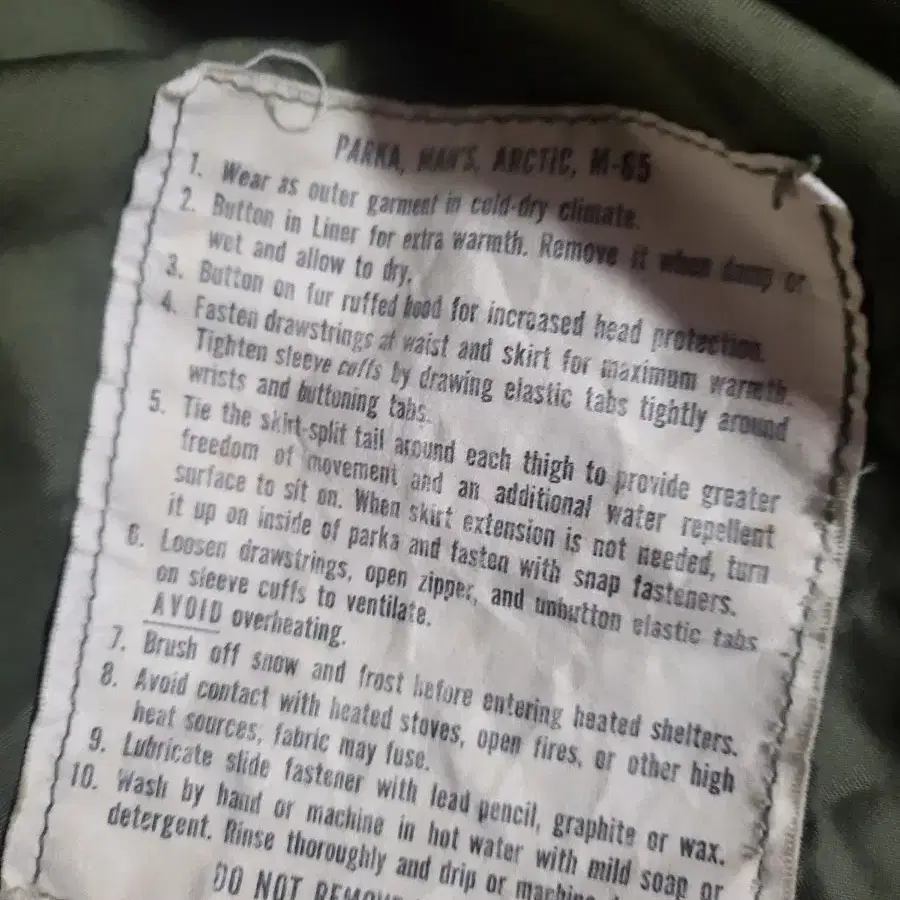 PARKA, MAN'S, ARCTIC, M-65
1. Wear as outer garment in cold-dry climate.
2. Button in Liner for extra warmth. Remove it when damp or
wet and allow to dry.
3. Button on fur ruffed hood for increased head protection.
4. Fasten drawstrings at waist and skirt for maximum warmth.
Tighten sleeve cuffs by drawing elastic tabs tightly around
wrists and buttoning tabs.
5. Tie the skirt-split tail around each thigh to provide greater
freedom of movement and an additional water repellent
surface to sit on. When skirt extension is not needed, turn
it up on inside of parka and fasten with snap fasteners.
6. Loosen drawstrings, open zipper, and unbutton elastic tabs
on sleeve cuffs to ventilate.
AVOID overheating.
7. Brush off snow and frost before entering heated shelters.
8. Avoid contact with heated stoves, open fires, or other high
heat sources, fabric may fuse.
9. Lubricate slide fastener with lead pencil, graphite or wax.
10. Wash by hand or machine in hot water with mild soap or
detergent. Rinse thoroughly and drip or machine
DO NOT REMOVE